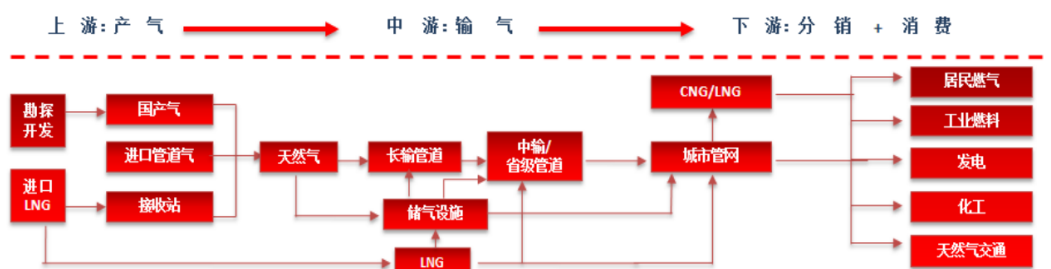 上游：产气
中游：输气
下游：分销+消费
勘探
开发
国产气
进口管道气
进口
LNG
接收站
天然气
长输管道
中输/
省级管道
储气设施
LNG
CNG/LNG
城市管网
居民燃气
工业燃料
发电
化工
天然气交通